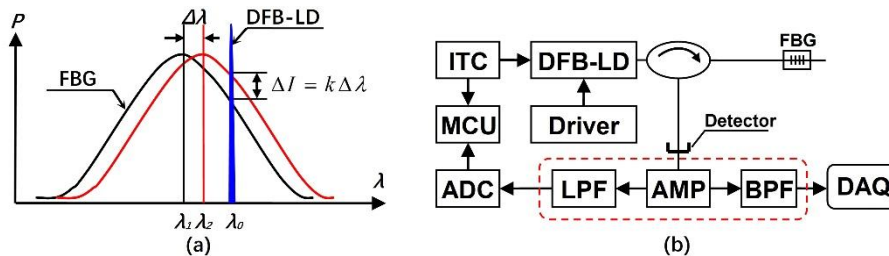 P
Δλ
DFB-LD
FBG
ΔI = kΔλ
λ
λ₁ λ₂ λ₀
(a)
ITC
DFB-LD
FBG
MCU
Driver
Detector
ADC
LPF
AMP
BPF
DAQ
(b)